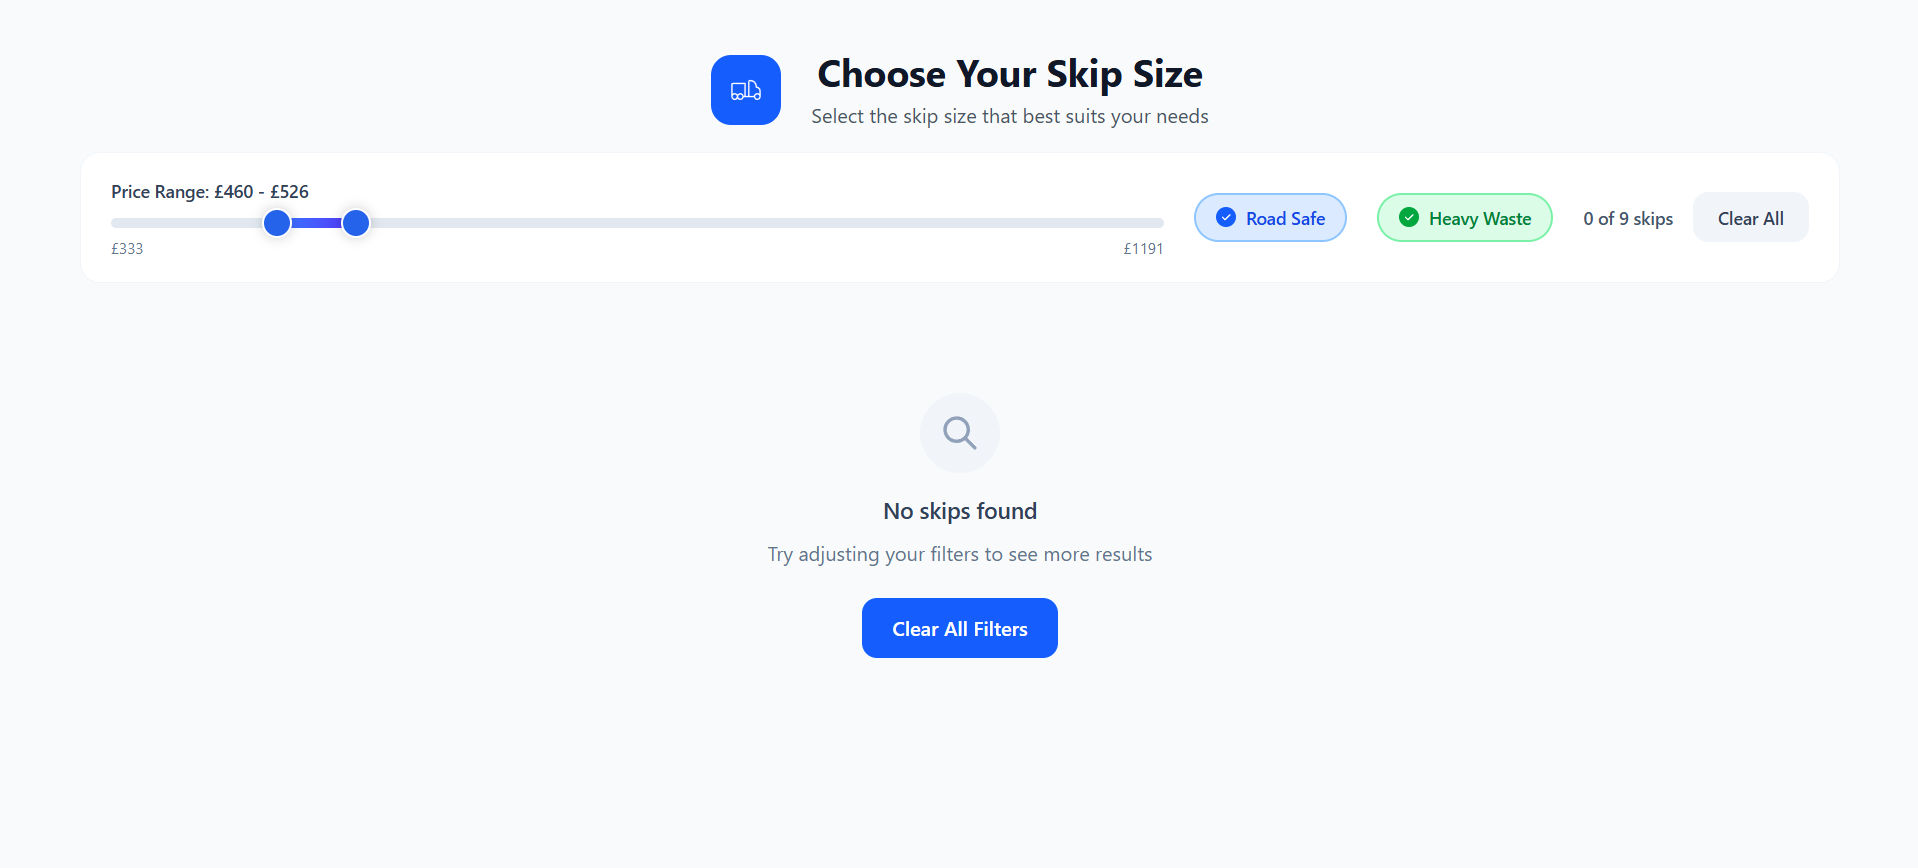 Choose Your Skip Size
Select the skip size that best suits your needs
Price Range: £460 - £526
£333
£1191
Road Safe
Heavy Waste
0 of 9 skips
Clear All
No skips found
Try adjusting your filters to see more results
Clear All Filters